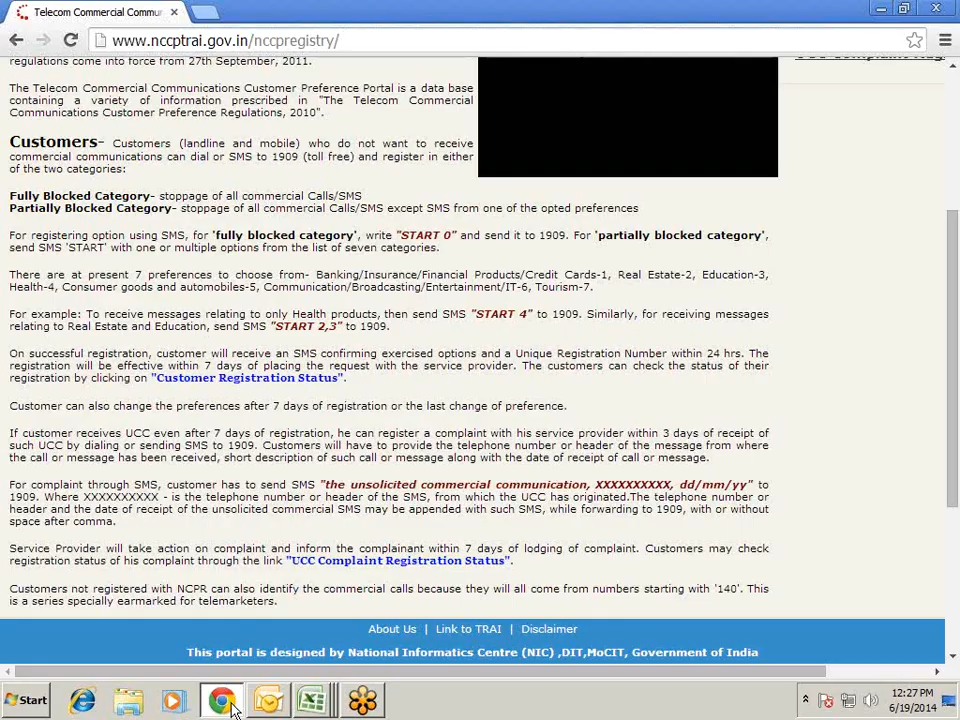 Telecom Commercial Commu
www.nccptrai.gov.in/nccpregistry/
regulations come into force from 27th September, 2011.
The Telecom Commercial Communications Customer Preference Portal is a data base
containing a variety of information prescribed in "The Telecom Commercial
Communications Customer Preference Regulations, 2010".
Customers- Customers (landline and mobile) who do not want to receive
commercial communications can dial or SMS to 1909 (toll free) and register in either
of the two categories:
Fully Blocked Category- stoppage of all commercial Calls/SMS
Partially Blocked Category- stoppage of all commercial Calls/SMS except SMS from one of the opted preferences
For registering option using SMS, for 'fully blocked category', write "START 0" and send it to 1909. For 'partially blocked category',
send SMS 'START' with one or multiple options from the list of seven categories.
There are at present 7 preferences to choose from- Banking/Insurance/Financial Products/Credit Cards-1, Real Estate-2, Education-3,
Health-4, Consumer goods and automobiles-5, Communication/Broadcasting/Entertainment/IT-6, Tourism-7.
For example: To receive messages relating to only Health products, then send SMS "START 4" to 1909. Similarly, for receiving messages
relating to Real Estate and Education, send SMS "START 2,3" to 1909.
On successful registration, customer will receive an SMS confirming exercised options and a Unique Registration Number within 24 hrs. The
registration will be effective within 7 days of placing the request with the service provider. The customers can check the status of their
registration by clicking on "Customer Registration Status".
Customer can also change the preferences after 7 days of registration or the last change of preference.
If customer receives UCC even after 7 days of registration, he can register a complaint with his service provider within 3 days of receipt of
such UCC by dialing or sending SMS to 1909. Customers will have to provide the telephone number or header of the message from where
the call or message has been received, short description of such call or message along with the date of receipt of call or message.
For complaint through SMS, customer has to send SMS "the unsolicited commercial communication, XXXXXXXXXX, dd/mm/yy" to
1909. Where XXXXXXXXXX - is the telephone number or header of the SMS, from which the UCC has originated.The telephone number or
header and the date of receipt of the unsolicited commercial SMS may be appended with such SMS, while forwarding to 1909, with or without
space after comma.
Service Provider will take action on complaint and inform the complainant within 7 days of lodging of complaint. Customers may check
registration status of his complaint through the link "UCC Complaint Registration Status".
Customers not registered with NCPR can also identify the commercial calls because they will all come from numbers starting with '140'. This
is a series specially earmarked for telemarketers.
About Us | Link to TRAI | Disclaimer
This portal is designed by National Informatics Centre (NIC) ,DIT,MoCIT, Government of India
Start
12:27 PM
6/19/2014